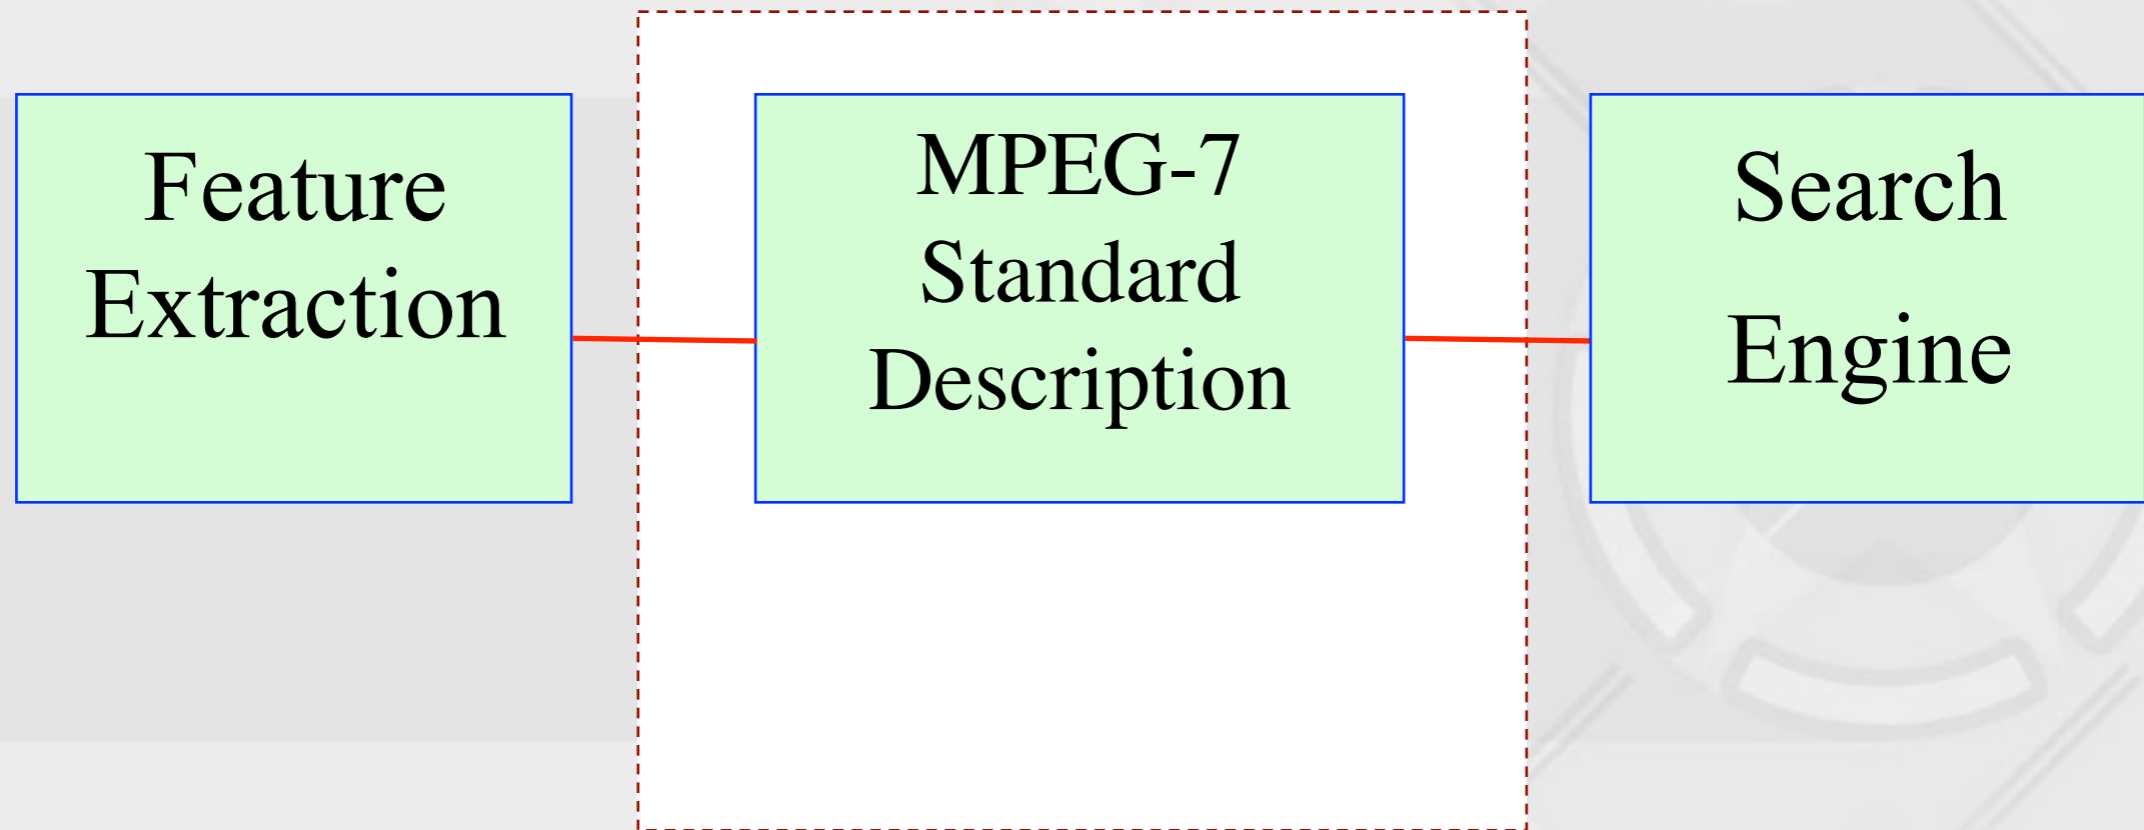 Feature
Extraction
MPEG-7
Standard
Description
Search
Engine